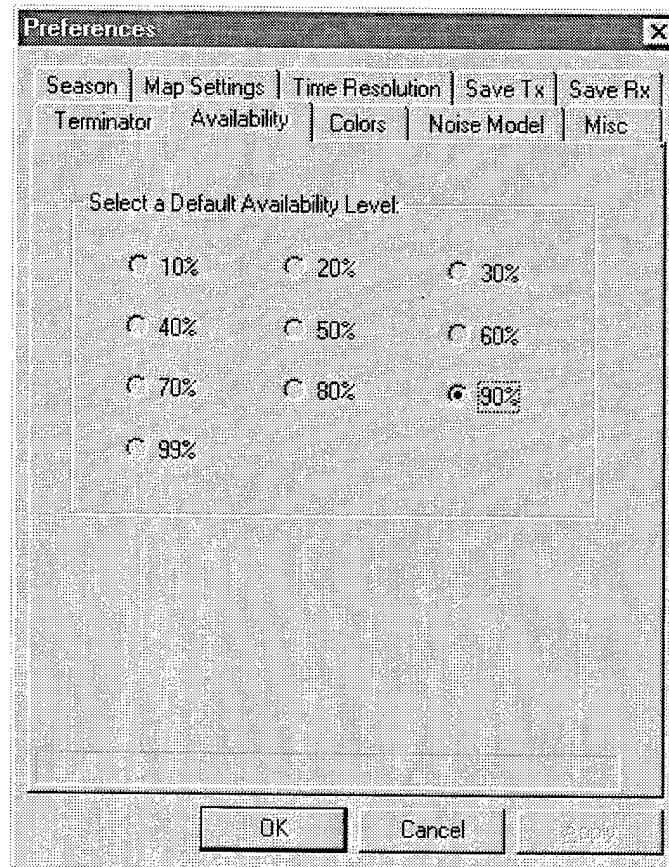 Preferences
Season Map Settings Time Resolution Save Tx Save Rx
Terminator Availability Colors Noise Model Misc
Select a Default Availability Level:
10% 20% 30%
40% 50% 60%
70% 80% 90%
99%
OK Cancel Apply